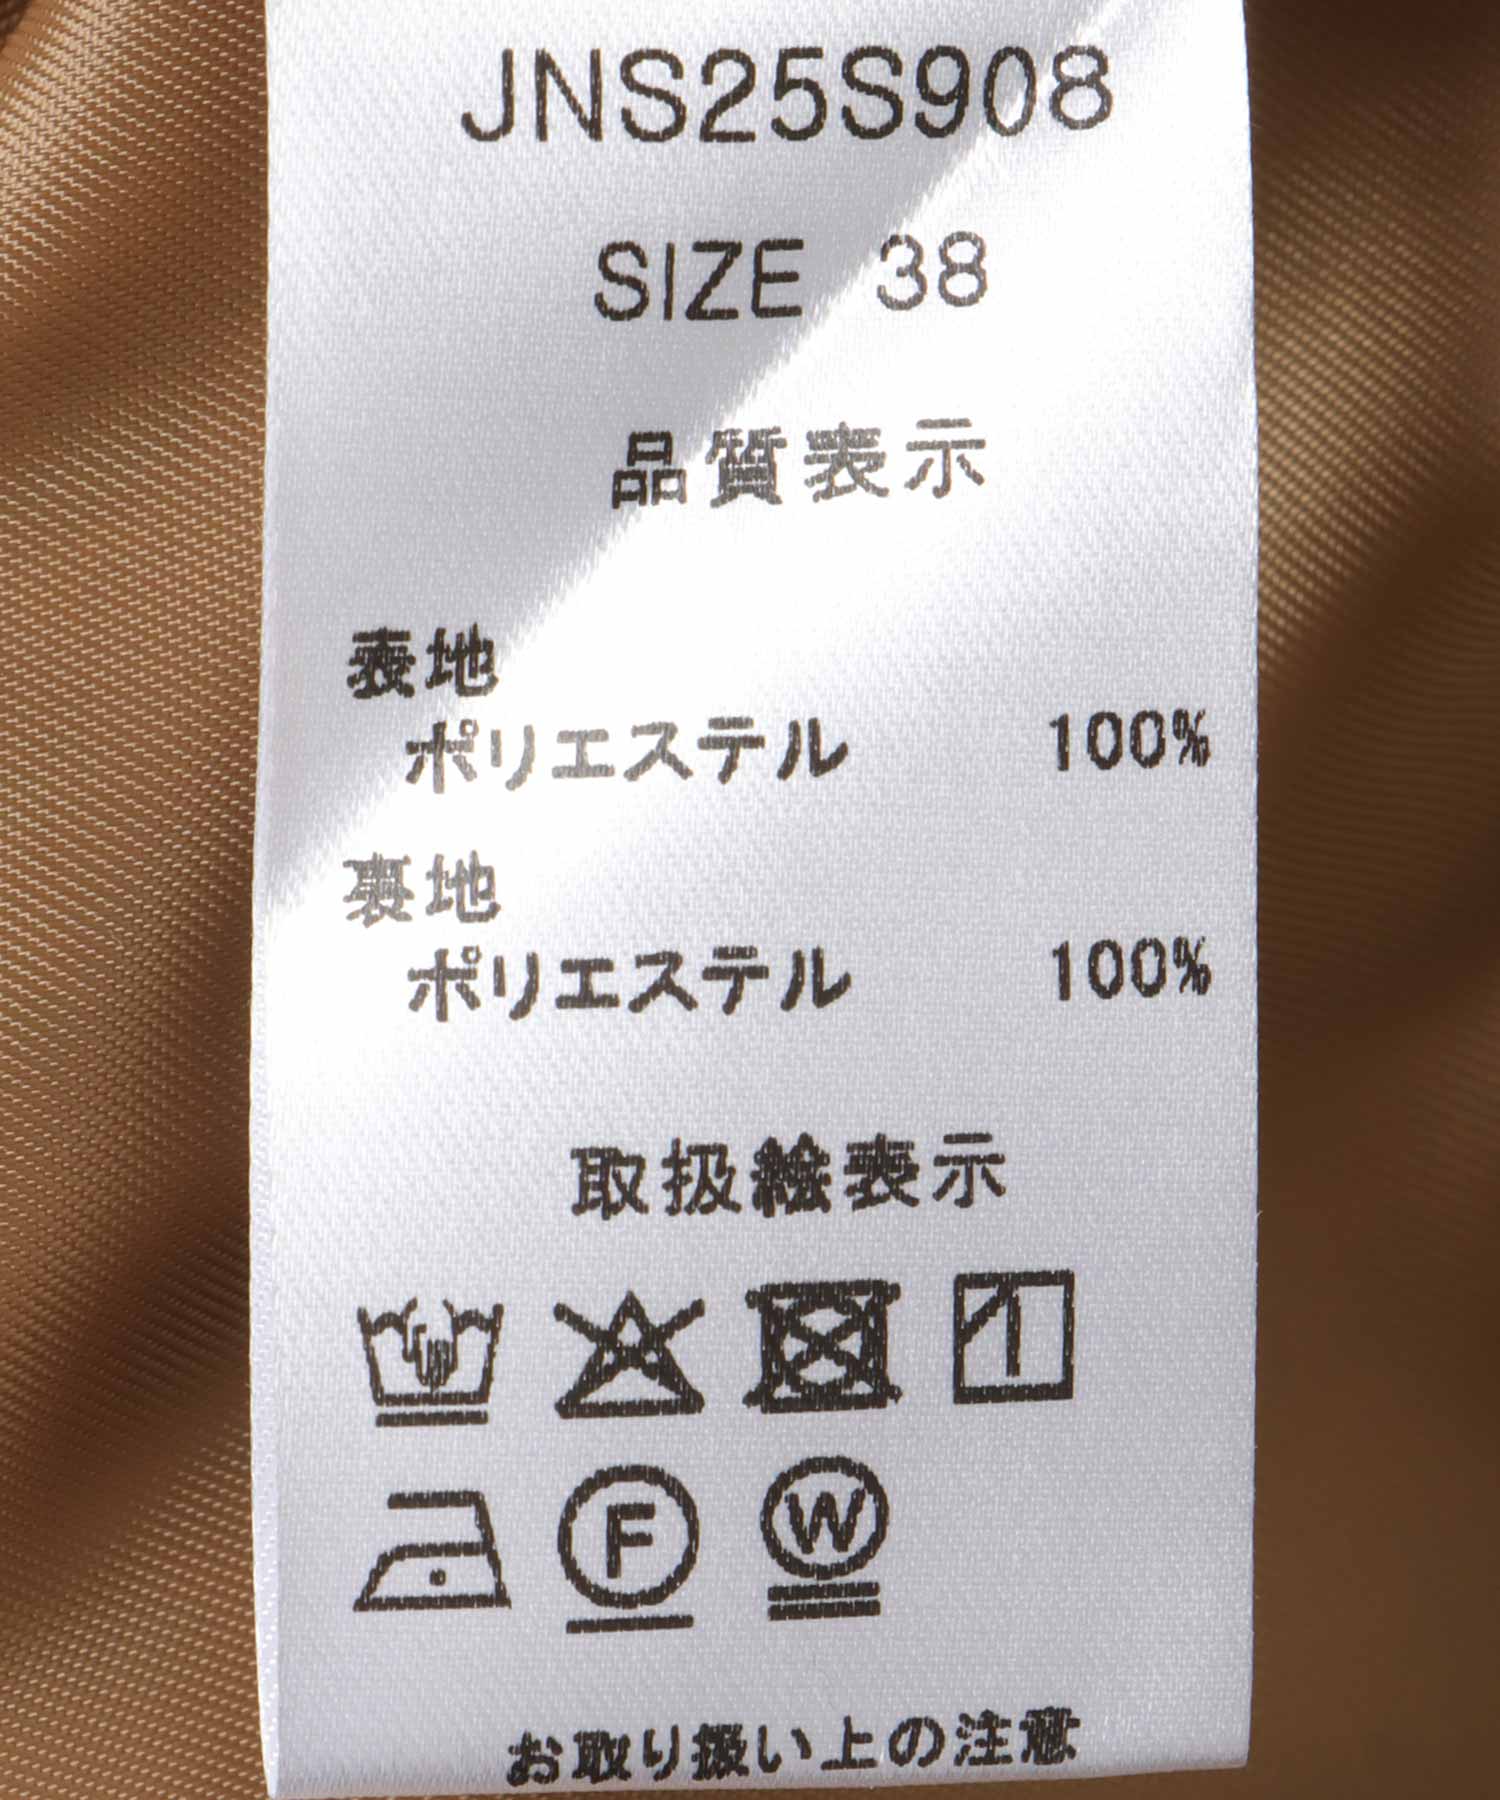 JNS25S908
SIZE 38
品質表示
表地
ポリエステル 100%
裏地
ポリエステル 100%
取扱絵表示
F W
お取り扱い上の注意